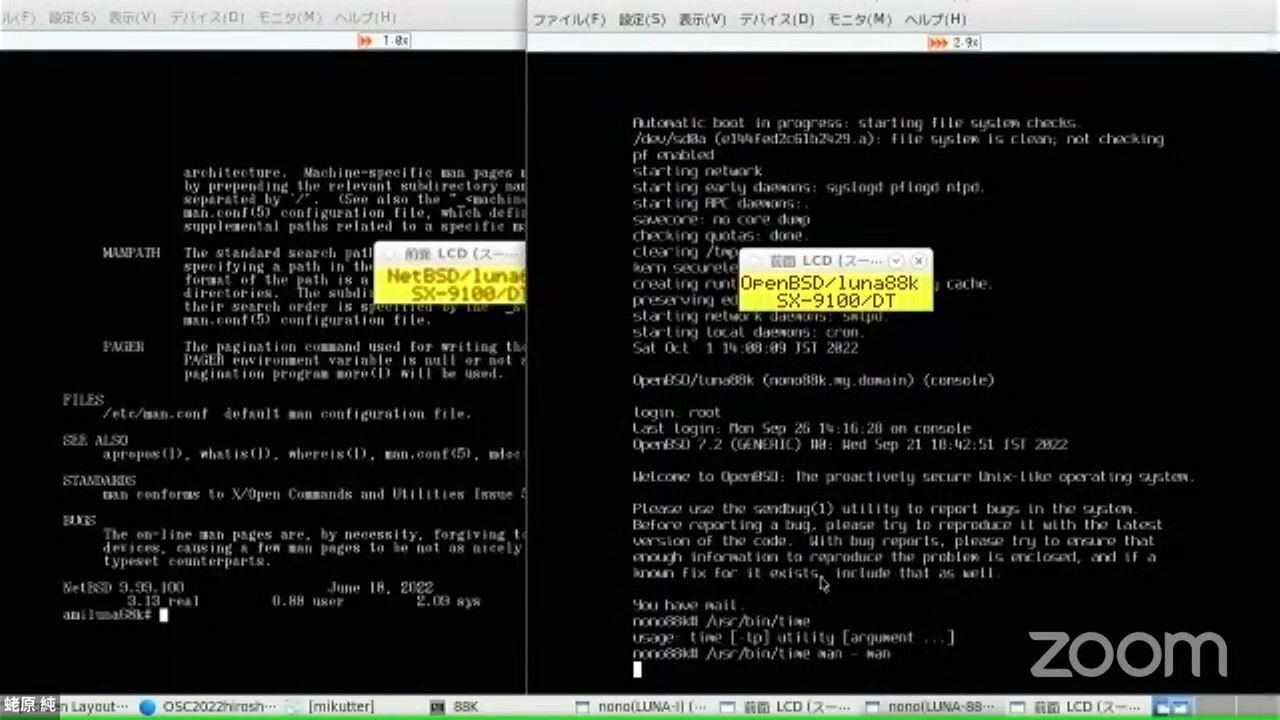 ル(F) 設定(S) 表示(V) デバイス(D) モニタ(M) ヘルプ(H)
1.0x
architecture.  Machine-specific man pages
by prepending the relevant subdirectory
separated by '/'.  (See also the
man.conf(5) configuration file, which
supplemental paths related to a specific
MANPATH    The standard search path
specifying a path in the
format of the path is a
directories.  The
their search order is specified by the
man.conf(5) configuration file.
PAGER      The pagination command used for writing the
PAGER environment variable is null or not
pagination program more(1) will be used.
FILES
/etc/man.conf  default man configuration file.
SEE ALSO
apropos(1), whatis(1), whereis(1), man.conf(5),
STANDARDS
man conforms to X/Open Commands and Utilities Issue
BUGS
The on-line man pages are, by necessity, forgiving
devices, causing a few man pages to be not as nicely
typeset counterparts.
NetBSD 9.99.100                 June 18, 2022
3.13 real         0.88 user         2.09 sys
amiluna68k#
前面 LCD (スー…
NetBSD/luna6
SX-9100/DT
ファイル(F) 設定(S) 表示(V) デバイス(D) モニタ(M) ヘルプ(H)
2.9x
Automatic boot in progress: starting file system checks.
/dev/sd0a (e144fed2c61b2429.a): file system is clean; not checking
pf enabled
starting network
starting early daemons: syslogd pflogd ntpd.
starting RPC daemons:.
savecore: no core dump
checking quotas: done.
clearing /tmp
kern
creating                               cache.
preserving
starting network daemons: smtpd.
starting local daemons: cron.
Sat Oct  1 14:08:09 JST 2022
OpenBSD/luna88k (nono88k.my.domain) (console)
login: root
Last login: Mon Sep 26 14:16:28 on console
OpenBSD 7.2 (GENERIC) #0: Wed Sep 21 18:42:51 JST 2022
Welcome to OpenBSD: The proactively secure Unix-like operating system.
Please use the sendbug(1) utility to report bugs in the system.
Before reporting a bug, please try to reproduce it with the latest
version of the code.  With bug reports, please try to ensure that
enough information to reproduce the problem is enclosed, and if a
known fix for it exists, include that as well.
You have mail.
nono88k# /usr/bin/time
usage: time [-lp] utility [argument ...]
nono88k# /usr/bin/time man - man
前面 LCD (スー…
OpenBSD/luna88k
SX-9100/DT
zoom
蛯原 純
Layout… OSC2022hirosh… [mikutter] 88K nono(LUNA-I) (… 前面 LCD (スー… nono(LUNA-88… 前面 LCD (スー…